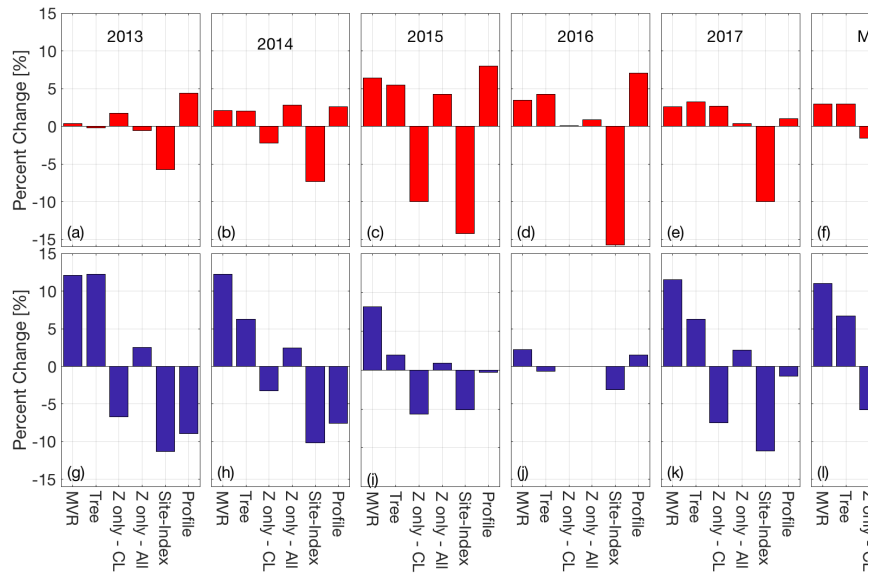 2013
2014
2015
2016
2017
M
Percent Change [%]
15
10
5
0
-5
-10
-15
(a)
(b)
(c)
(d)
(e)
(f)
Percent Change [%]
15
10
5
0
-5
-10
-15
(g)
(h)
(i)
(j)
(k)
(l)
MVR
Tree
Z only - CL
Z only - All
Site-Index
Profile
MVR
Tree
Z only - CL
Z only - All
Site-Index
Profile
MVR
Tree
Z only - CL
Z only - All
Site-Index
Profile
MVR
Tree
Z only - CL
Z only - All
Site-Index
Profile
MVR
Tree
Z only - CL
Z only - All
Site-Index
Profile
MVR
Tree
Z only - CL